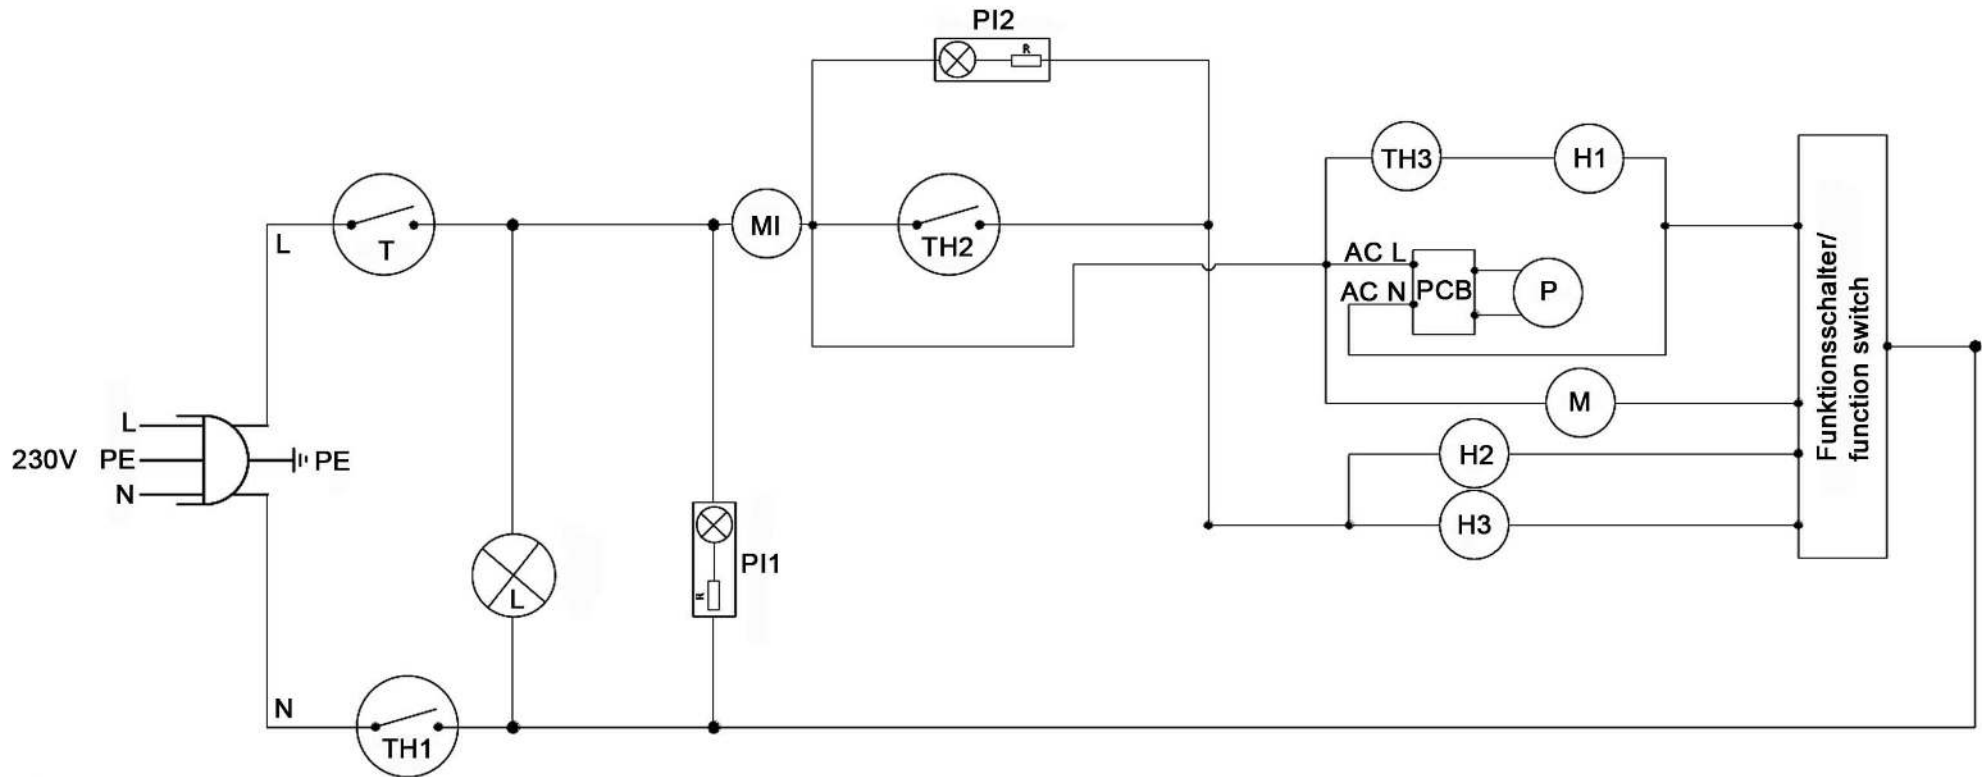 PI2
R
TH3
H1
L
T
MI
TH2
AC L
AC N
PCB
P
Funktionsschalter/
function switch
M
L
230V PE
N
PE
H2
H3
L
R
PI1
N
TH1